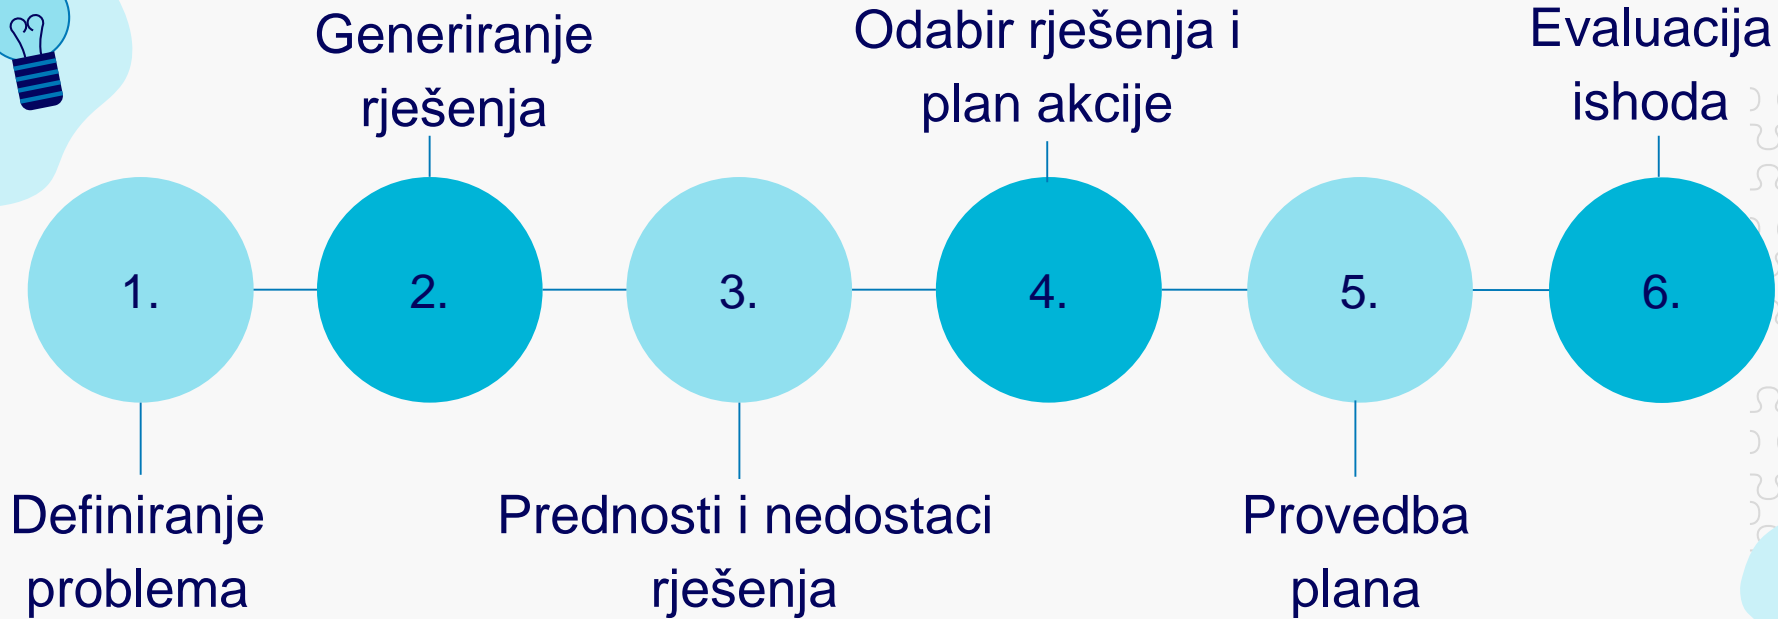 Generiranje
rješenja
Odabir rješenja i
plan akcije
Evaluacija
ishoda
1.
2.
3.
4.
5.
6.
Definiranje
problema
Prednosti i nedostaci
rješenja
Provedba
plana